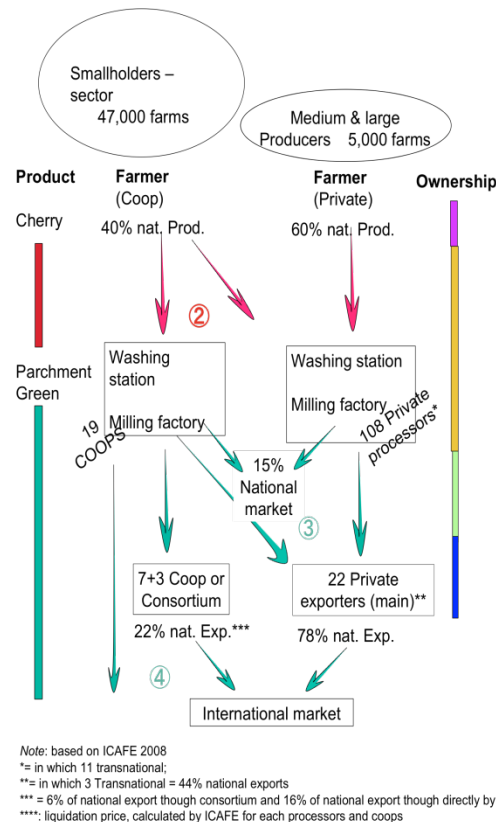 Smallholders –
sector
47,000 farms
Medium & large
Producers 5,000 farms
Product
Farmer
(Coop)
Farmer
(Private)
Ownership
Cherry
40% nat. Prod.
60% nat. Prod.
②
Parchment
Green
Washing
station
Milling factory
Washing station
Milling factory
19
COOPS
108 Private
processors*
15%
National
market
③
7+3 Coop or
Consortium
22 Private
exporters (main)**
22% nat. Exp.***
78% nat. Exp.
④
International market
Note: based on ICAFE 2008
*= in which 11 transnational;
**= in which 3 Transnational = 44% national exports
*** = 6% of national export though consortium and 16% of national export though directly by
****: liquidation price, calculated by ICAFE for each processors and coops